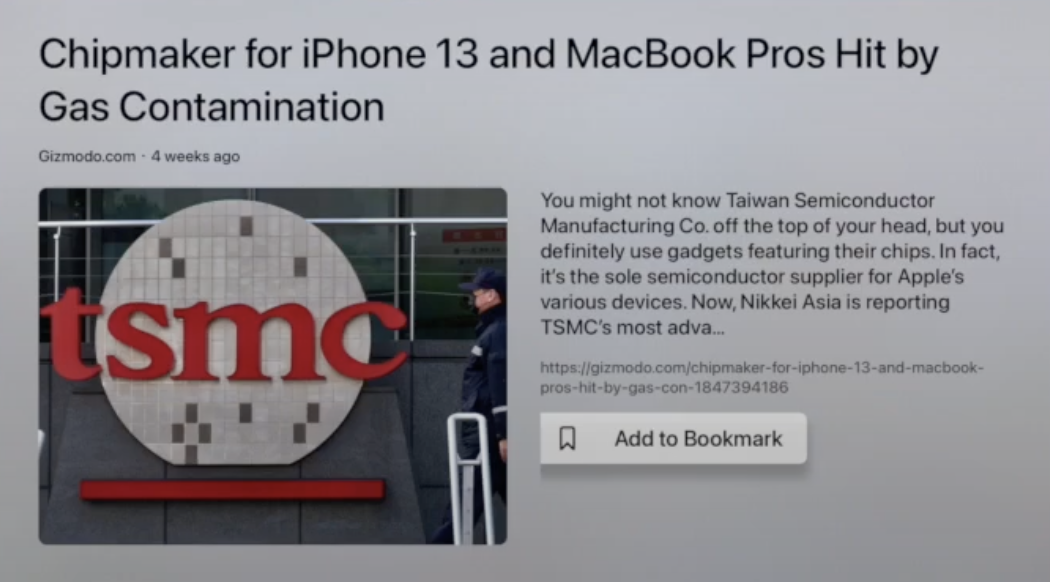 Chipmaker for iPhone 13 and MacBook Pros Hit by
Gas Contamination
Gizmodo.com · 4 weeks ago
tsmc
You might not know Taiwan Semiconductor
Manufacturing Co. off the top of your head, but you
definitely use gadgets featuring their chips. In fact,
it's the sole semiconductor supplier for Apple's
various devices. Now, Nikkei Asia is reporting
TSMC's most adva...
https://gizmodo.com/chipmaker-for-iphone-13-and-macbook-
pros-hit-by-gas-con-1847394186
Add to Bookmark